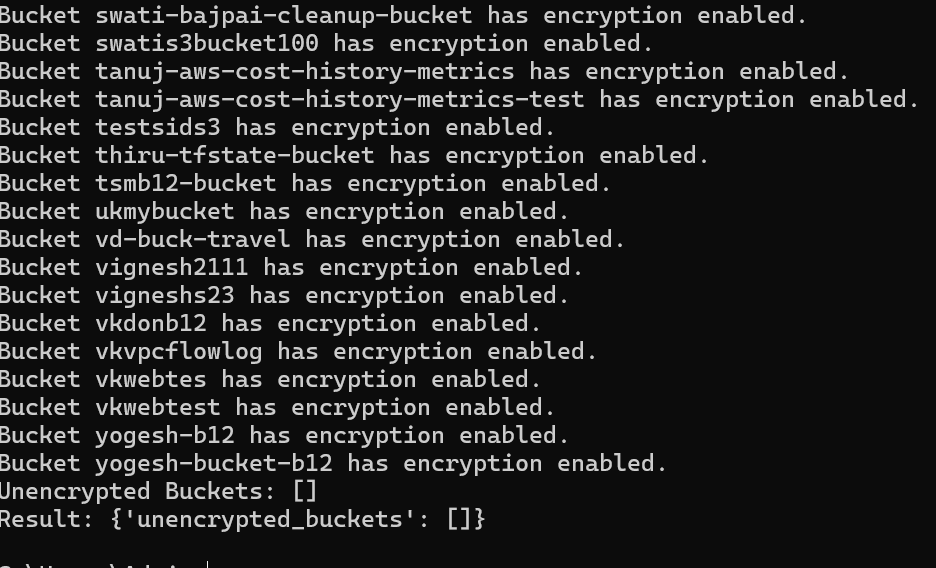 Bucket swati-bajpai-cleanup-bucket has encryption enabled.
Bucket swatis3bucket100 has encryption enabled.
Bucket tanuj-aws-cost-history-metrics has encryption enabled.
Bucket tanuj-aws-cost-history-metrics-test has encryption enabled.
Bucket testsids3 has encryption enabled.
Bucket thiru-tfstate-bucket has encryption enabled.
Bucket tsmb12-bucket has encryption enabled.
Bucket ukmybucket has encryption enabled.
Bucket vd-buck-travel has encryption enabled.
Bucket vignesh2111 has encryption enabled.
Bucket vigneshs23 has encryption enabled.
Bucket vkdonb12 has encryption enabled.
Bucket vkvpcflowlog has encryption enabled.
Bucket vkwebtes has encryption enabled.
Bucket vkwebtest has encryption enabled.
Bucket yogesh-b12 has encryption enabled.
Bucket yogesh-bucket-b12 has encryption enabled.
Unencrypted Buckets: []
Result: {'unencrypted_buckets': []}